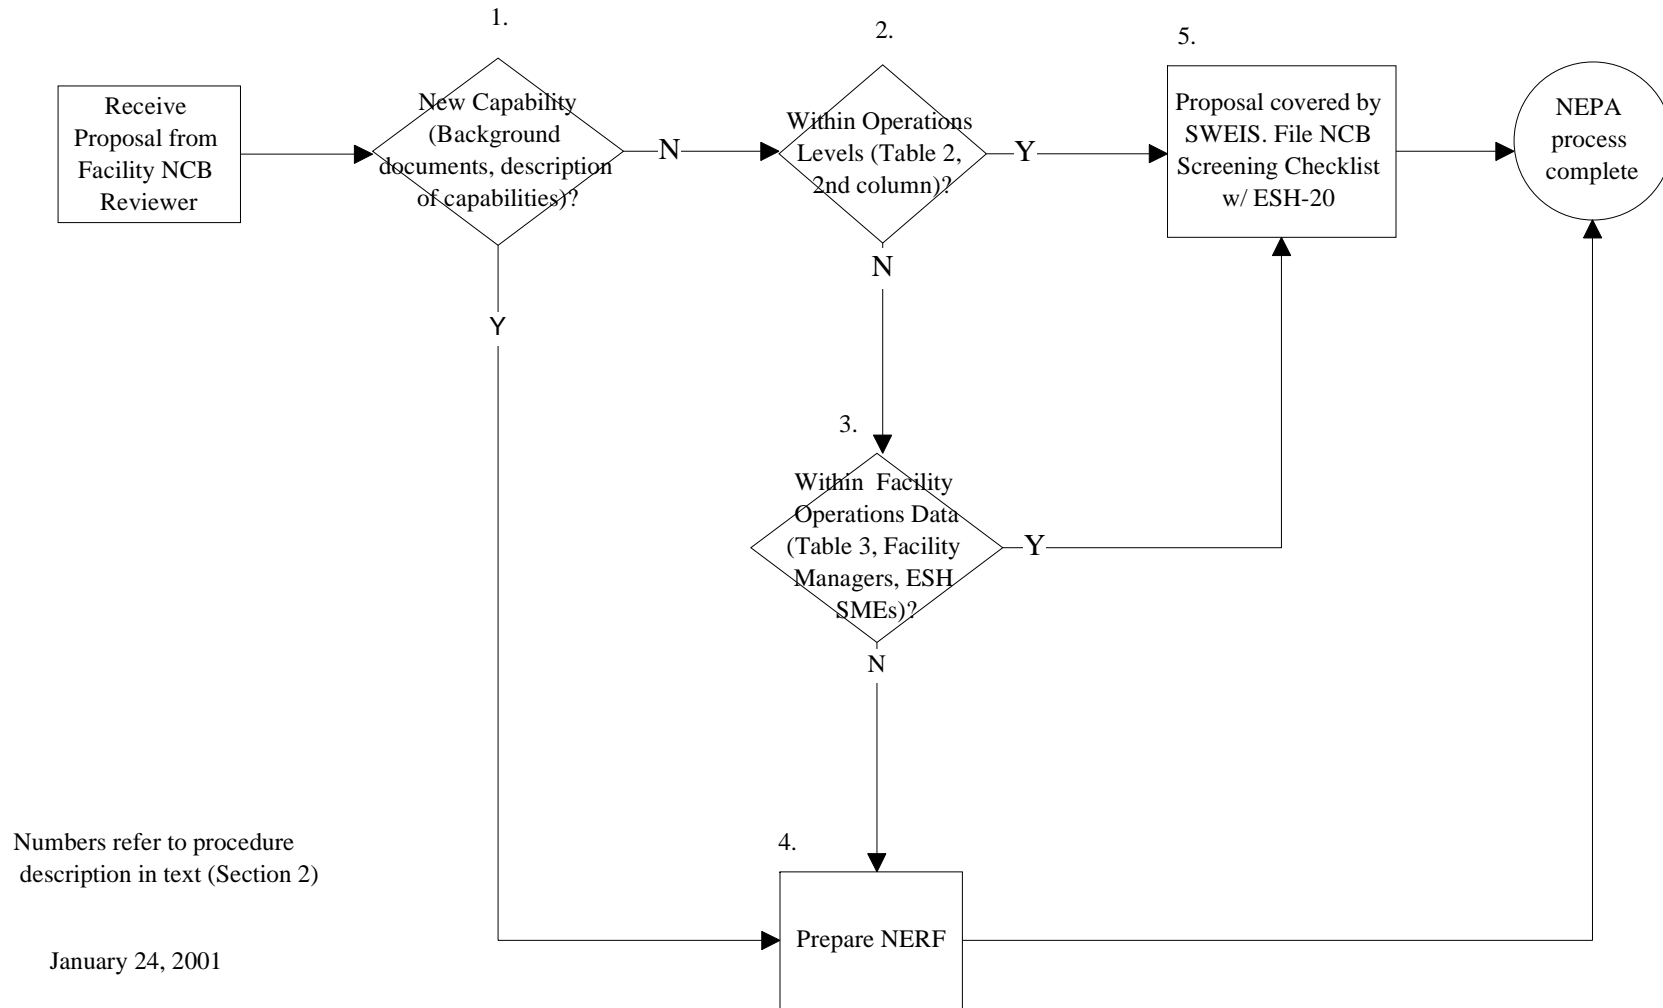 1.
2.
5.
Receive
Proposal from
Facility NCB
Reviewer
New Capability
(Background
documents, description
of capabilities)?
N
Within Operations
Levels (Table 2,
2nd column)?
Y
Proposal covered by
SWEIS. File NCB
Screening Checklist
w/ ESH-20
NEPA
process
complete
N
Y
3.
Within Facility
Operations Data
(Table 3, Facility
Managers, ESH
SMEs)?
Y
N
4.
Prepare NERF
Numbers refer to procedure
description in text (Section 2)
January 24, 2001